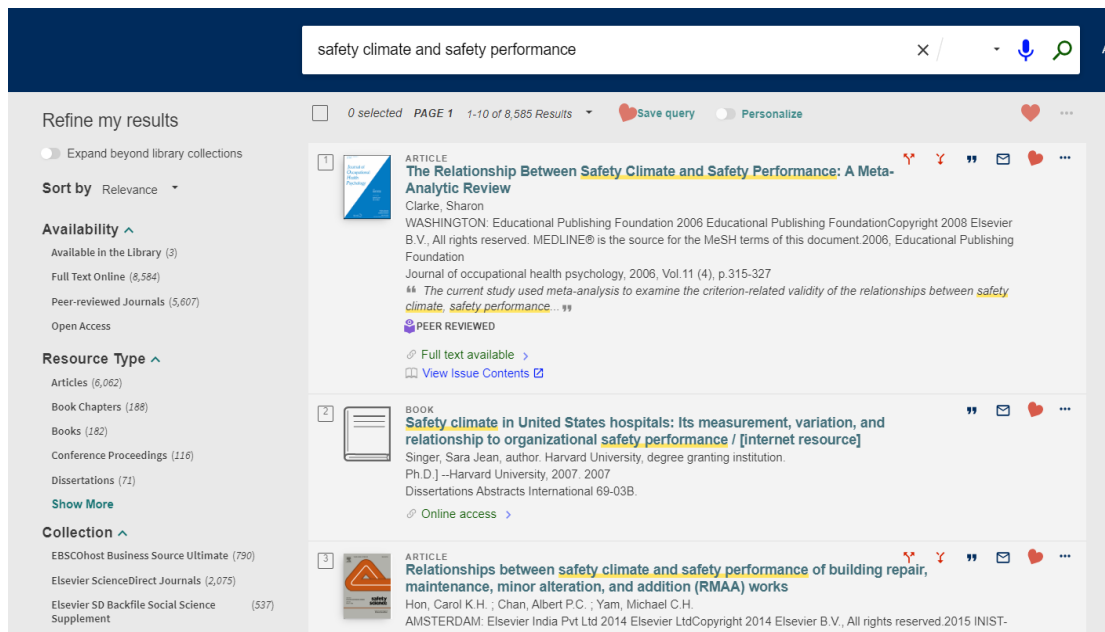 safety climate and safety performance
A
Refine my results
Expand beyond library collections
Sort by Relevance
Availability
Available in the Library (3)
Full Text Online (8,584)
Peer-reviewed Journals (5,607)
Open Access
Resource Type
Articles (6,062)
Book Chapters (188)
Books (182)
Conference Proceedings (116)
Dissertations (71)
Show More
Collection
EBSCOhost Business Source Ultimate (790)
Elsevier ScienceDirect Journals (2,075)
Elsevier SD Backfile Social Science (537)
Supplement
0 selected PAGE 1 1-10 of 8,585 Results Save query Personalize
1
ARTICLE
The Relationship Between Safety Climate and Safety Performance: A Meta-
Analytic Review
Clarke, Sharon
WASHINGTON: Educational Publishing Foundation 2006 Educational Publishing FoundationCopyright 2008 Elsevier
B.V., All rights reserved. MEDLINE® is the source for the MeSH terms of this document.2006, Educational Publishing
Foundation
Journal of occupational health psychology, 2006, Vol.11 (4), p.315-327
❝ The current study used meta-analysis to examine the criterion-related validity of the relationships between safety
climate, safety performance... ❞
PEER REVIEWED
Full text available
View Issue Contents
2
BOOK
Safety climate in United States hospitals: Its measurement, variation, and
relationship to organizational safety performance / [internet resource]
Singer, Sara Jean, author. Harvard University, degree granting institution.
Ph.D.] --Harvard University, 2007. 2007
Dissertations Abstracts International 69-03B.
Online access
3
ARTICLE
Relationships between safety climate and safety performance of building repair,
maintenance, minor alteration, and addition (RMAA) works
Hon, Carol K.H. ; Chan, Albert P.C. ; Yam, Michael C.H.
AMSTERDAM: Elsevier India Pvt Ltd 2014 Elsevier LtdCopyright 2014 Elsevier B.V., All rights reserved.2015 INIST-